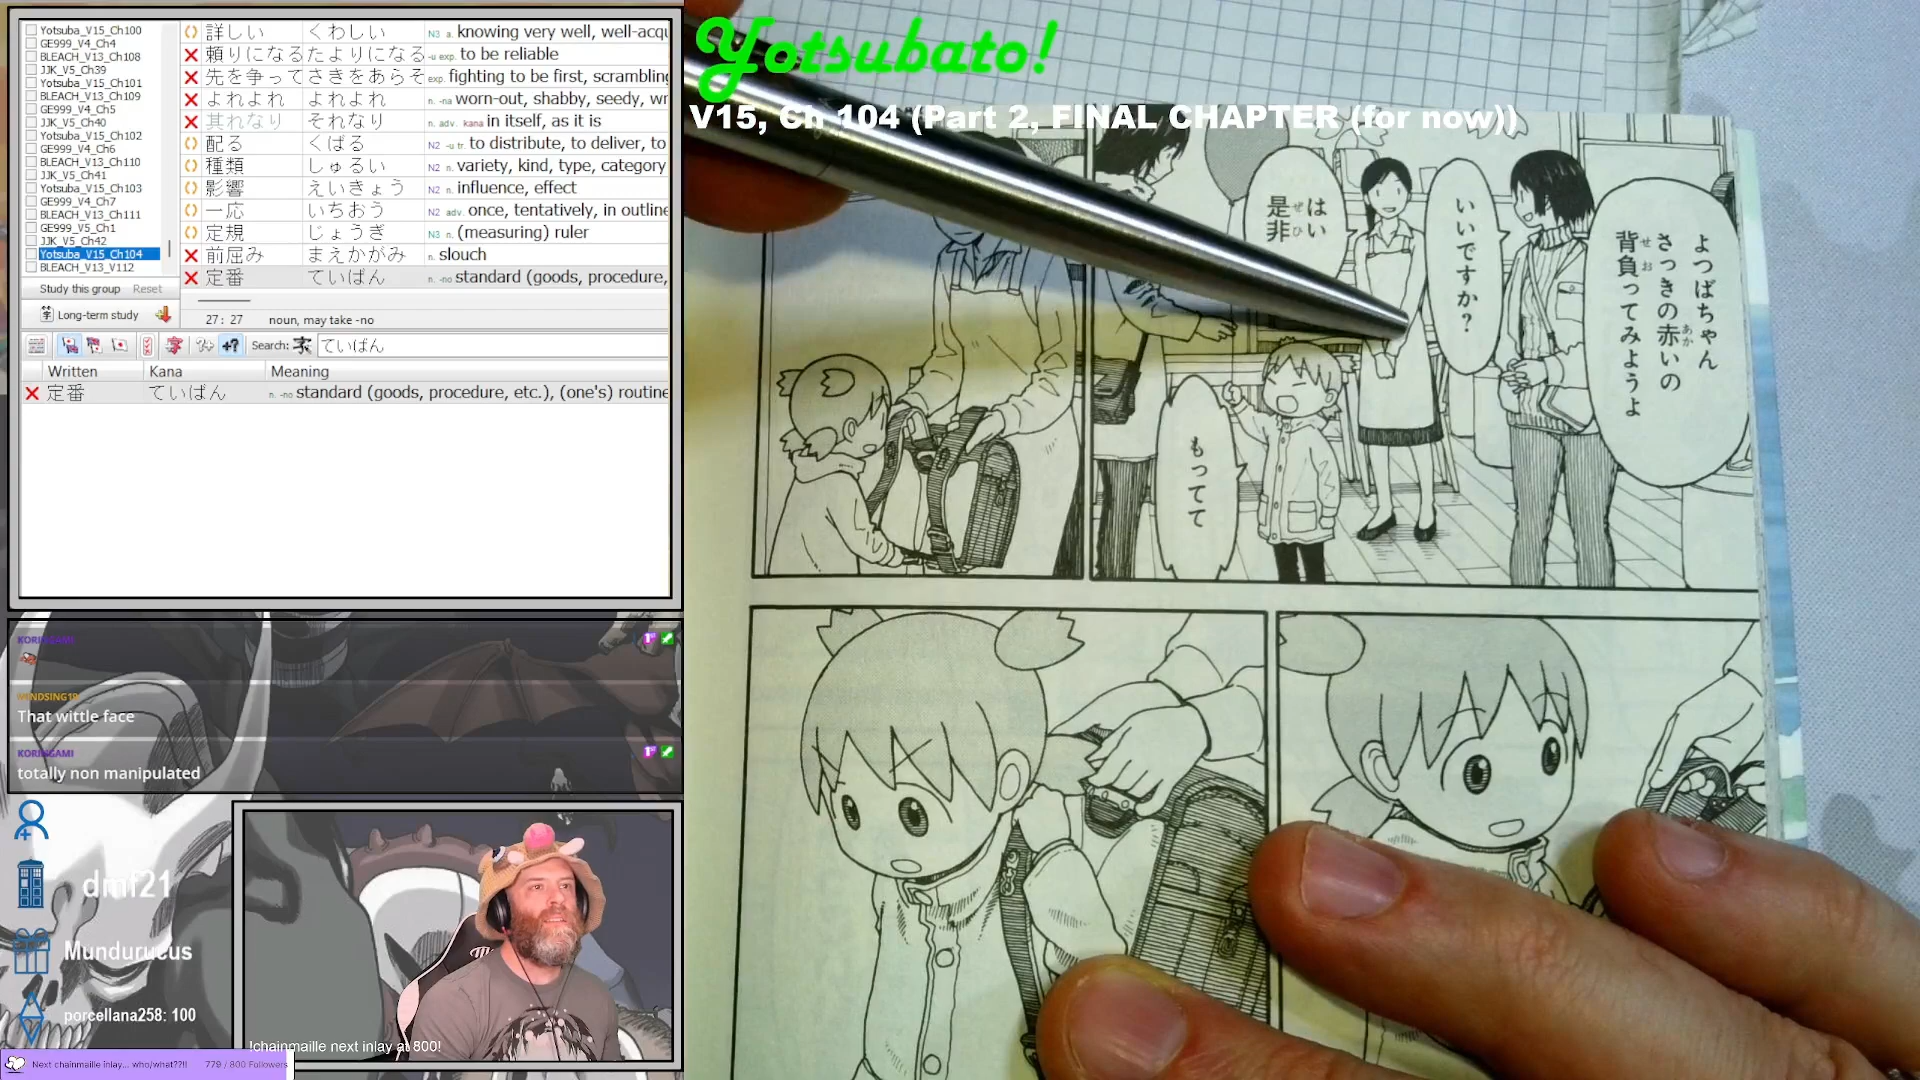 Yotsuba_V15_Ch100
GE999_V4_Ch4
BLEACH_V13_Ch108
JJK_V5_Ch39
Yotsuba_V15_Ch101
BLEACH_V13_Ch109
GE999_V4_Ch5
JJK_V5_Ch40
Yotsuba_V15_Ch102
GE999_V4_Ch6
BLEACH_V13_Ch110
JJK_V5_Ch41
Yotsuba_V15_Ch103
GE999_V4_Ch7
BLEACH_V13_Ch111
GE999_V5_Ch1
JJK_V5_Ch42
Yotsuba_V15_Ch104
BLEACH_V13_V112
Study this group Reset
Long-term study
詳しい くわしい N3 a. knowing very well, well-acqu
頼りになる たよりになる -u exp. to be reliable
先を争って さきをあらそ exp. fighting to be first, scrambling
よれよれ よれよれ n. -na worn-out, shabby, seedy, wr
其れなり それなり n. adv. kana in itself, as it is
配る くばる N2 -u tr. to distribute, to deliver, to
種類 しゅるい N2 n. variety, kind, type, category
影響 えいきょう N2 n. influence, effect
一応 いちおう N2 adv. once, tentatively, in outline
定規 じょうぎ N3 n. (measuring) ruler
前屈み まえかがみ n. slouch
定番 ていばん n. -no standard (goods, procedure,
27: 27 noun, may take -no
Search: ていばん
Written Kana Meaning
定番 ていばん n. -no standard (goods, procedure, etc.), (one's) routine
KORIGAMI
MINDSING19
That wittle face
KORIGAMI
totally non manipulated
dmf21
Mundurucus
porcellana258: 100
!chainmaille next inlay at 800!
Next chainmaille inlay... who/what??!! 779 / 800 Followers
Yotsubato!
V15, Ch 104 (Part 2, FINAL CHAPTER (for now))
よつばちゃん
さっきの赤いの
あか
背負ってみようよ
せお
いいですか?
はい
是非
ぜひ
もってて